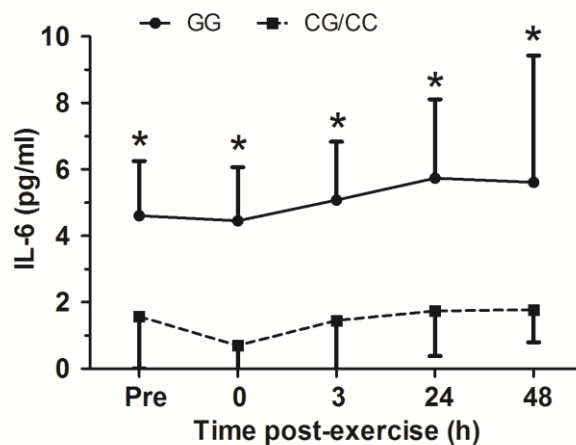 GG CG/CC
10
8
6
4
2
0
IL-6 (pg/ml)
* * * * *
Pre 0 3 24 48
Time post-exercise (h)